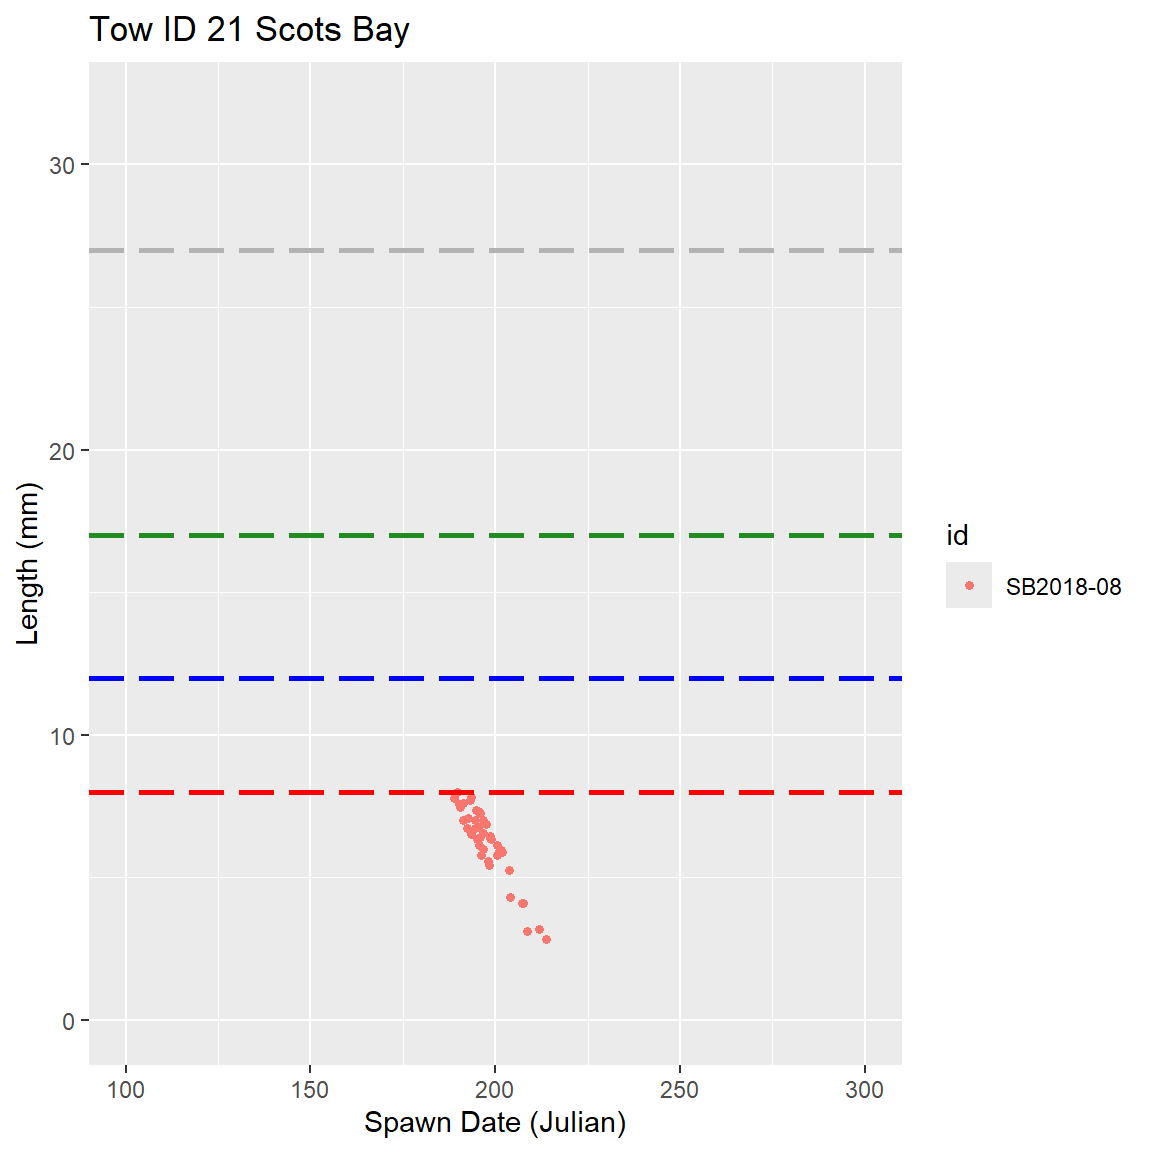 Tow ID 21 Scots Bay
30
20
10
0
Length (mm)
100 150 200 250 300
Spawn Date (Julian)
id
SB2018-08